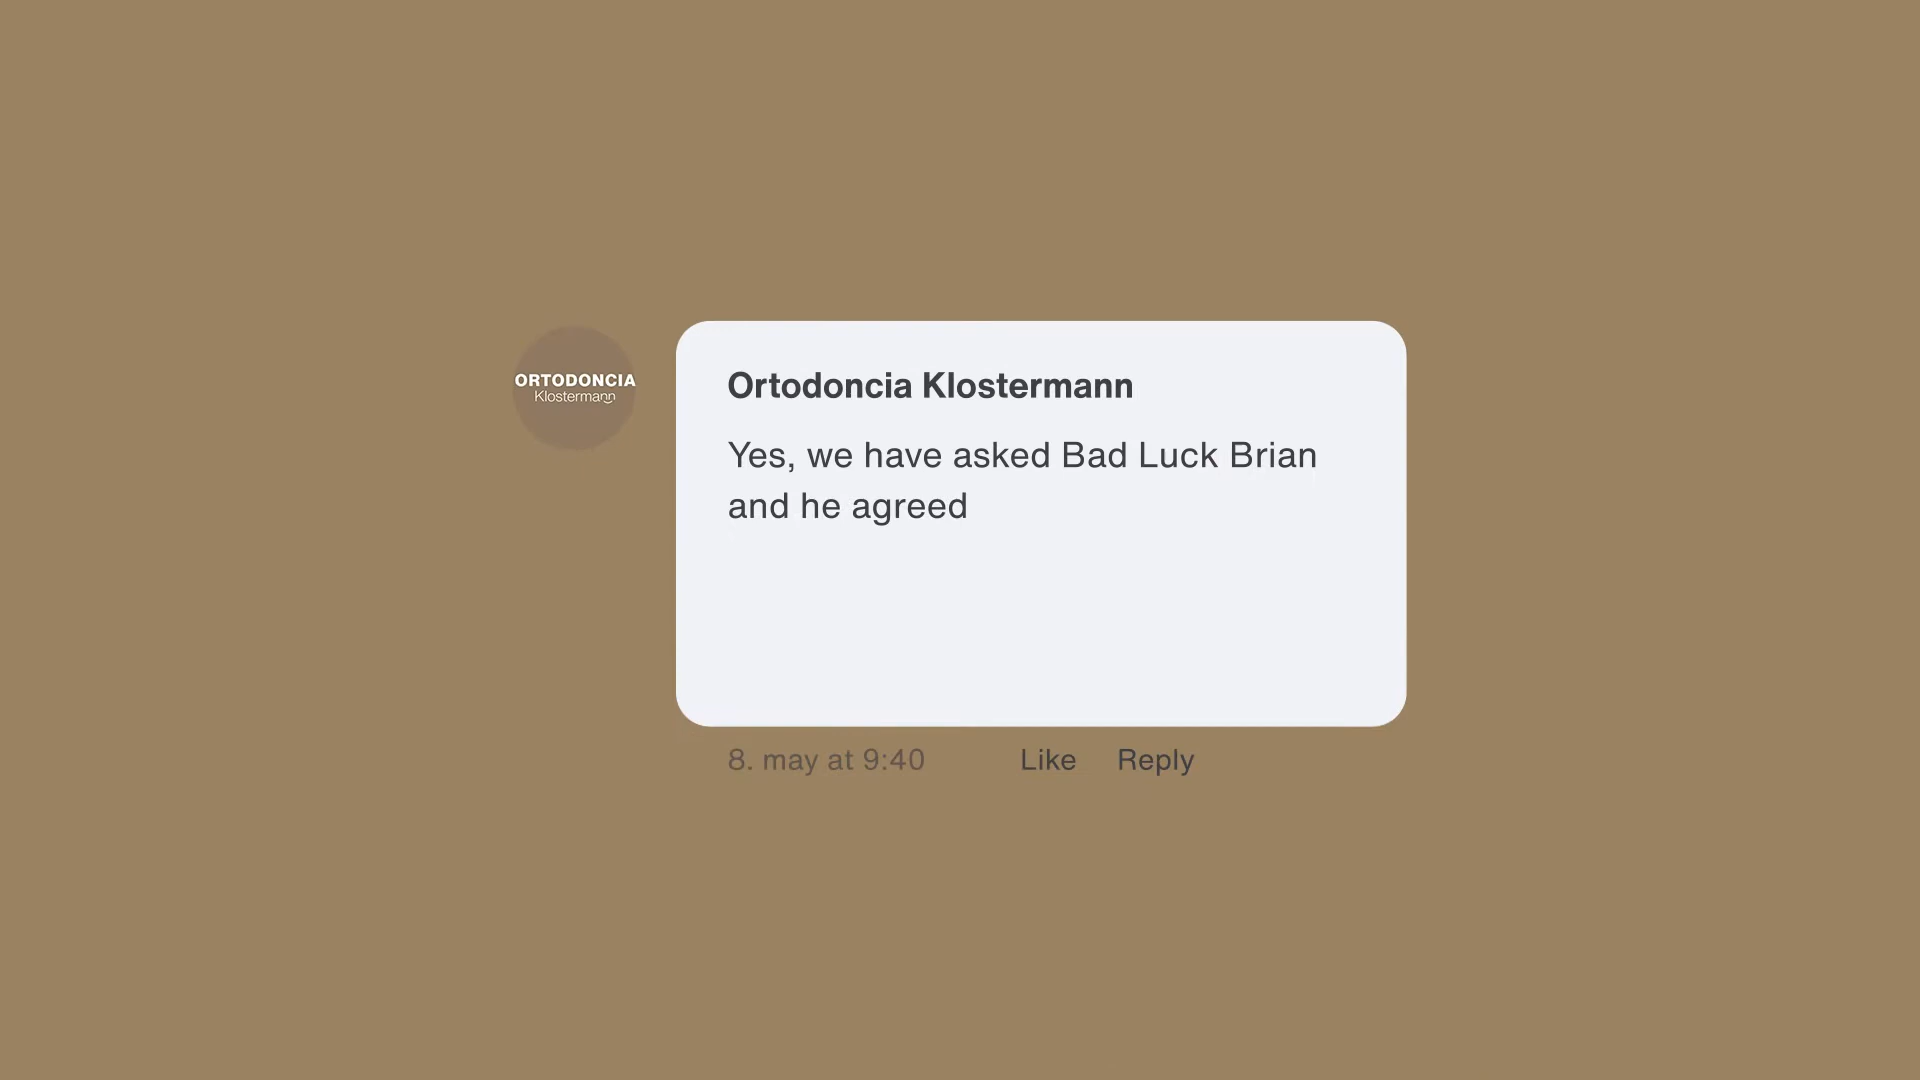 ORTODONCIA
Klostermann
Ortodoncia Klostermann
Yes, we have asked Bad Luck Brian
and he agreed
8. may at 9:40 Like Reply